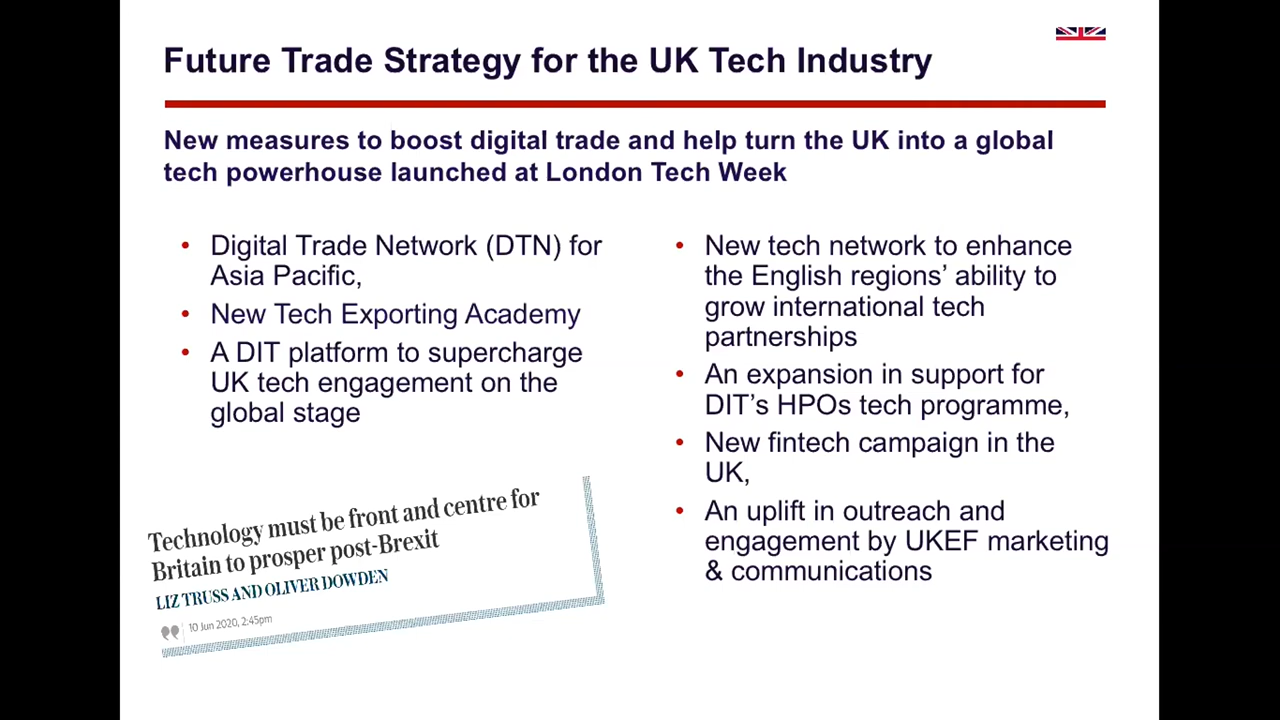 Future Trade Strategy for the UK Tech Industry
New measures to boost digital trade and help turn the UK into a global
tech powerhouse launched at London Tech Week
• Digital Trade Network (DTN) for
Asia Pacific,
• New Tech Exporting Academy
• A DIT platform to supercharge
UK tech engagement on the
global stage
• New tech network to enhance
the English regions’ ability to
grow international tech
partnerships
• An expansion in support for
DIT’s HPOs tech programme,
• New fintech campaign in the
UK,
• An uplift in outreach and
engagement by UKEF marketing
& communications
Technology must be front and centre for
Britain to prosper post-Brexit
LIZ TRUSS AND OLIVER DOWDEN
10 Jun 2020, 2:45pm